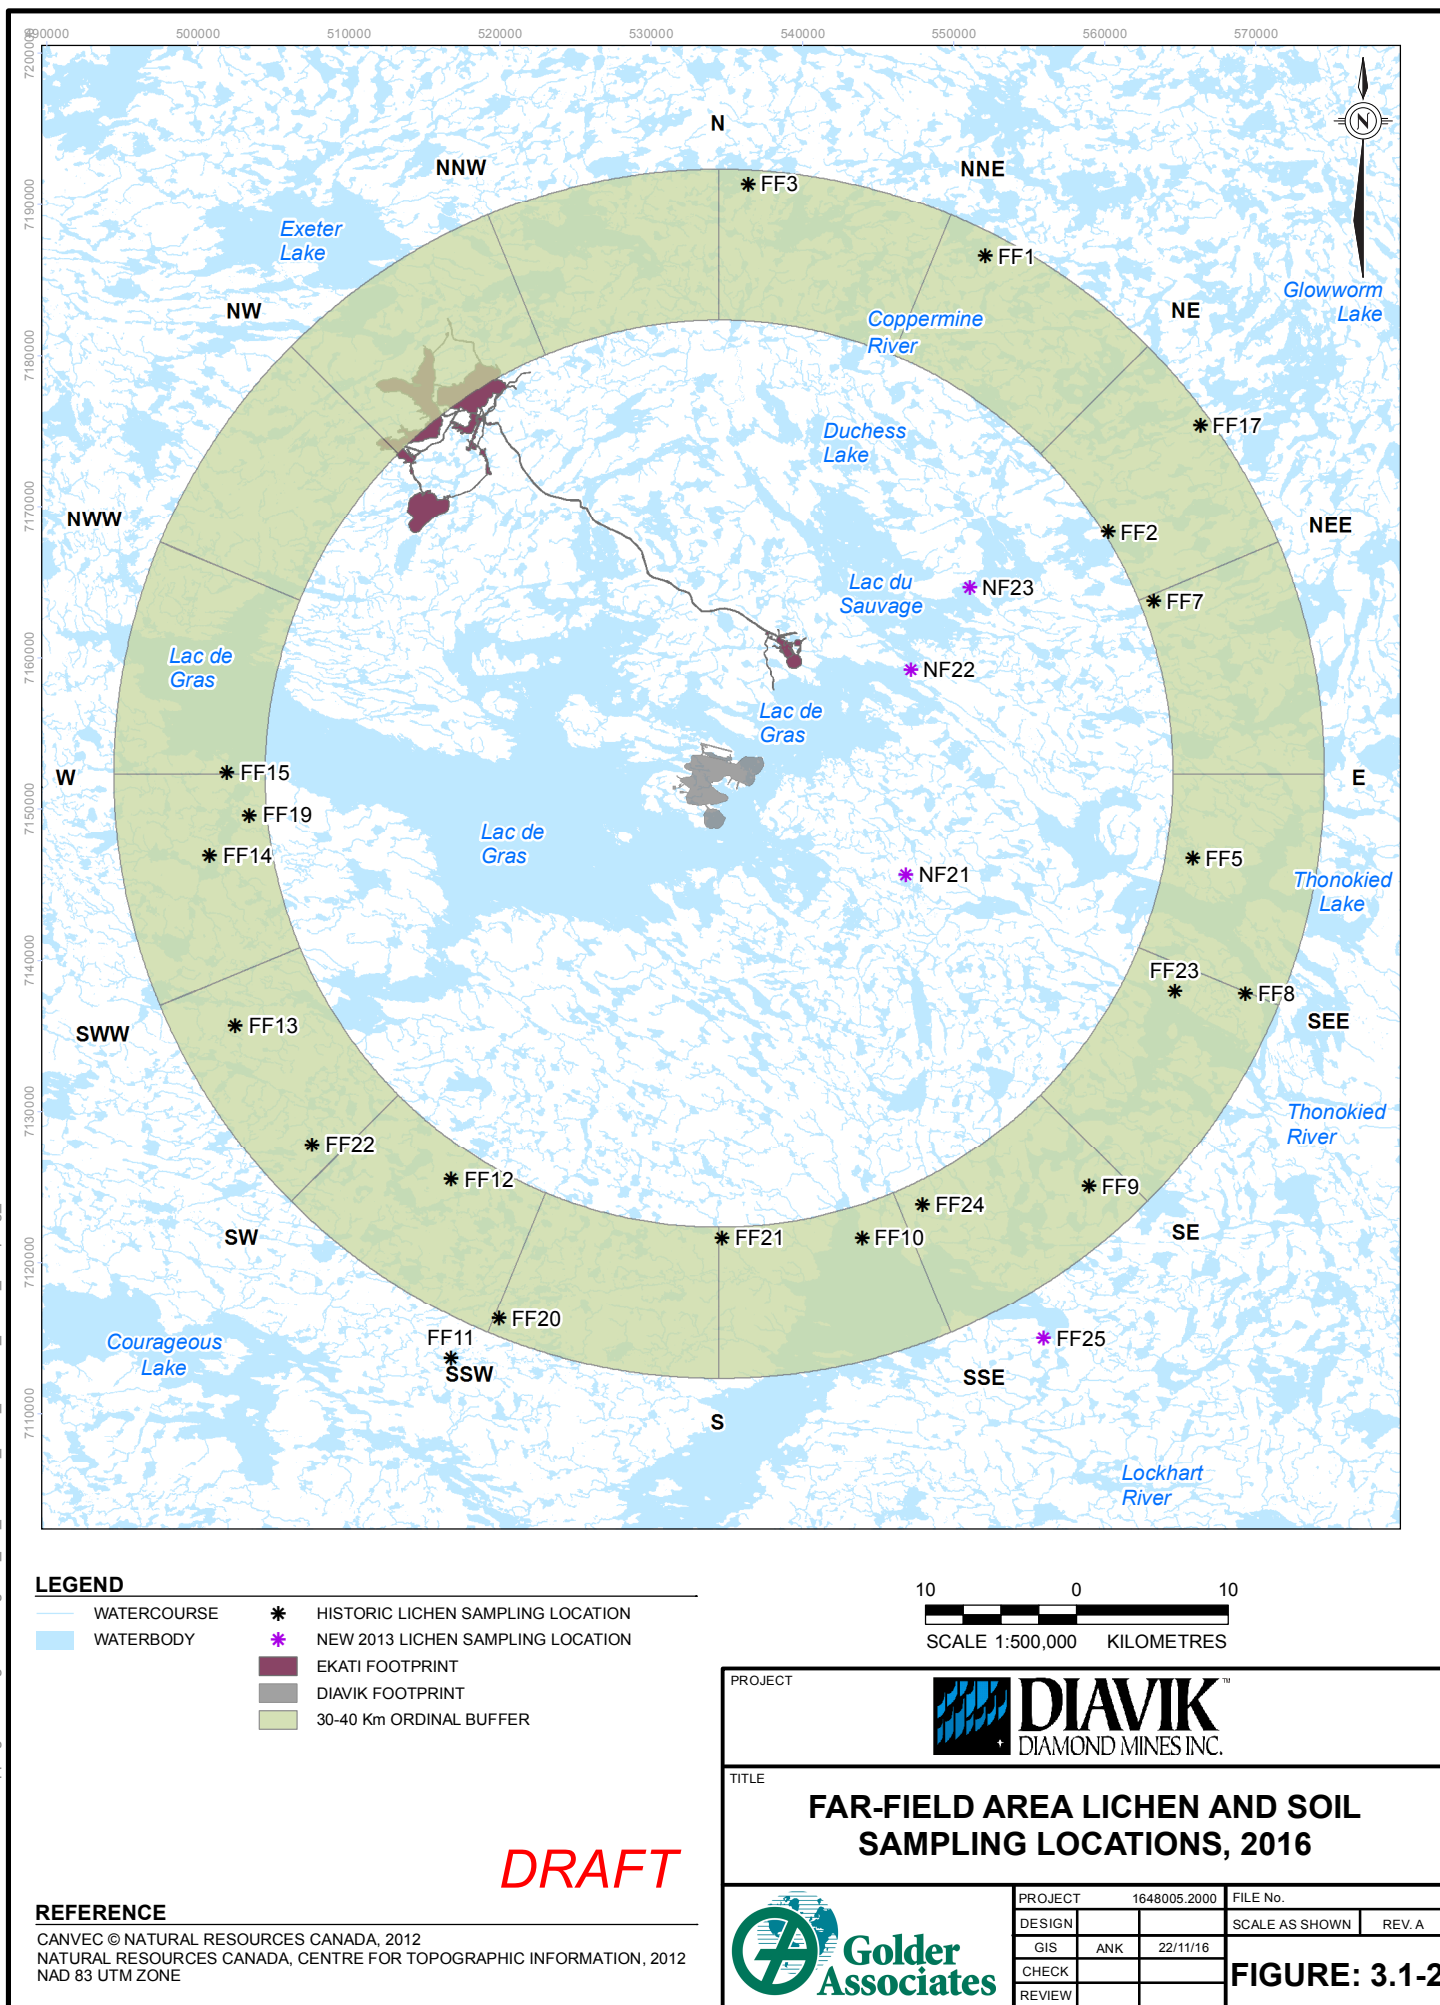 490000 500000 510000 520000 530000 540000 550000 560000 570000
7200000
7190000
7180000
7170000
7160000
7150000
7140000
7130000
7120000
7110000
N
NNW
NNE
N
FF3
Exeter
Lake
FF1
Glowworm
Lake
NW
NE
Coppermine
River
Duchess
Lake
FF17
NWW
NEE
FF2
Lac du
Sauvage
NF23
FF7
Lac de
Gras
NF22
Lac de
Gras
W
FF15
E
FF19
Lac de
Gras
FF14
FF5
NF21
Thonokied
Lake
FF23
FF8
SEE
SWW
FF13
Thonokied
River
FF22
FF12
FF9
FF24
SW
FF21
FF10
SE
FF20
FF11
SSW
FF25
Courageous
Lake
SSE
S
Lockhart
River
LEGEND
WATERCOURSE
WATERBODY
HISTORIC LICHEN SAMPLING LOCATION
NEW 2013 LICHEN SAMPLING LOCATION
EKATI FOOTPRINT
DIAVIK FOOTPRINT
30-40 Km ORDINAL BUFFER
10 0 10
SCALE 1:500,000 KILOMETRES
PROJECT
DIAVIK™
DIAMOND MINES INC.
TITLE
FAR-FIELD AREA LICHEN AND SOIL
SAMPLING LOCATIONS, 2016
DRAFT
REFERENCE
CANVEC © NATURAL RESOURCES CANADA, 2012
NATURAL RESOURCES CANADA, CENTRE FOR TOPOGRAPHIC INFORMATION, 2012
NAD 83 UTM ZONE
Golder
Associates
PROJECT 1648005.2000 FILE No.
DESIGN SCALE AS SHOWN REV. A
GIS ANK 22/11/16
CHECK
REVIEW
FIGURE: 3.1-2